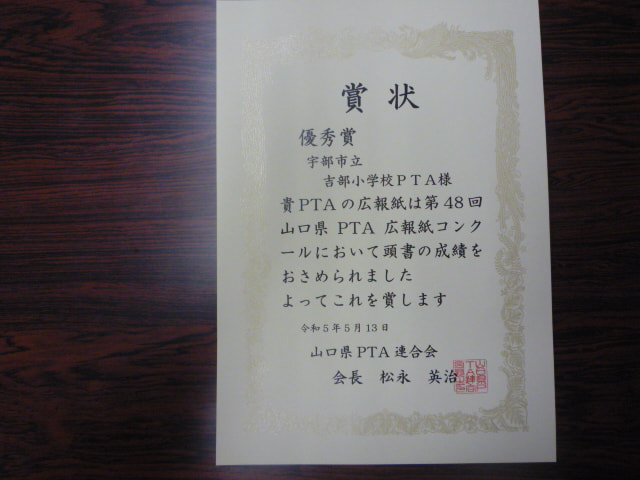 賞状
優秀賞
宇部市立
吉部小学校ＰＴＡ様
貴PTAの広報紙は第48回
山口県 PTA 広報紙コンク
ールにおいて頭書の成績を
おさめられました
よってこれを賞します
令和５年５月13日
山口県 PTA 連合会
会長 松永 英治